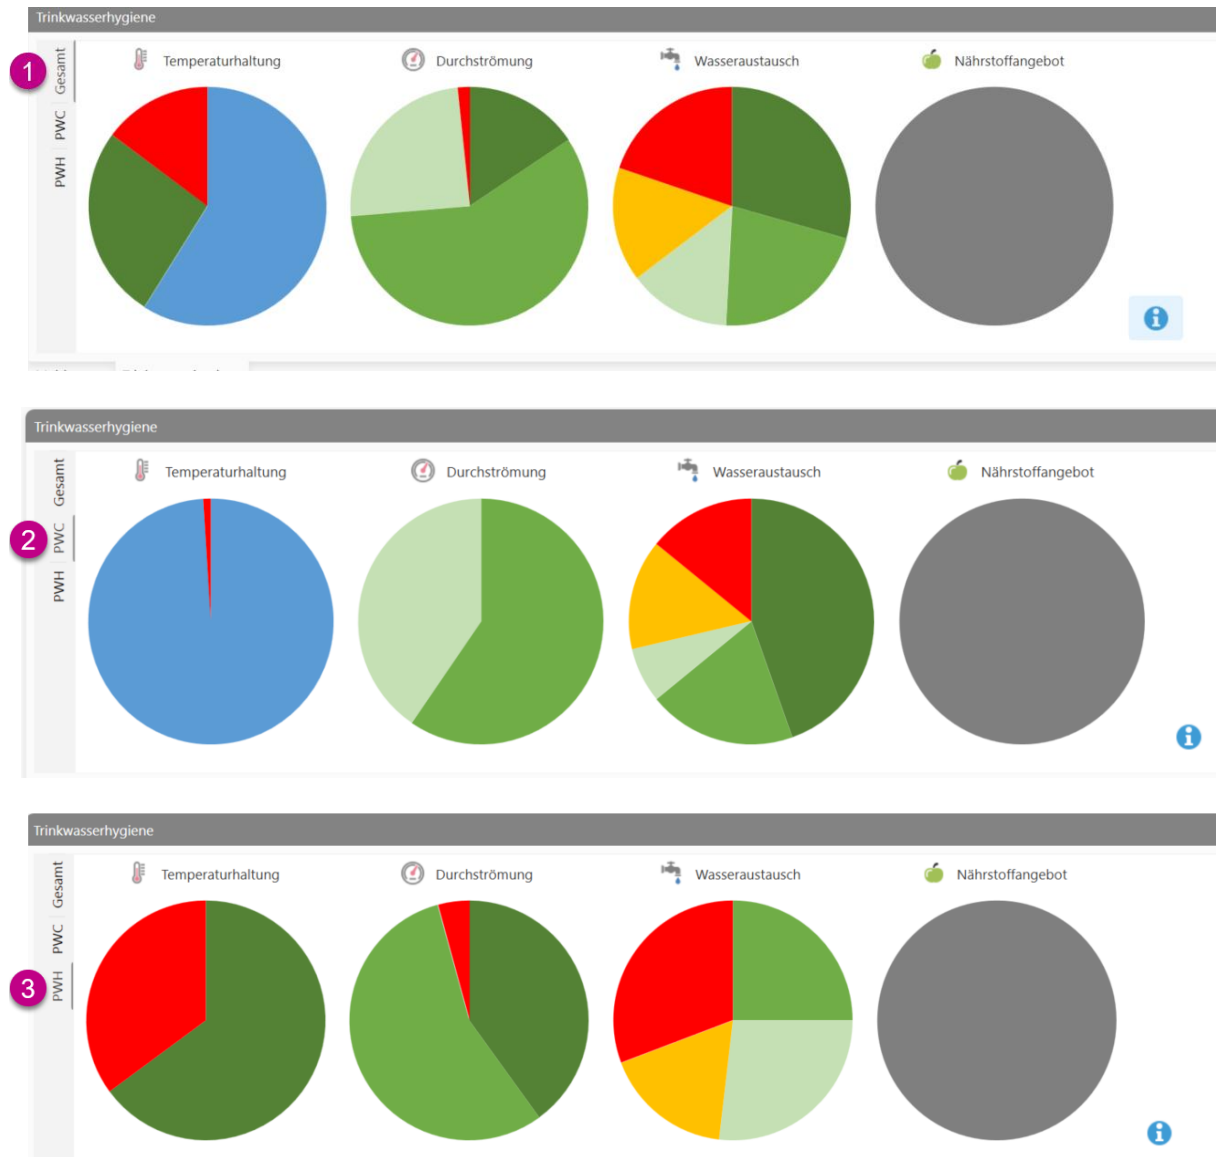 Trinkwasserhygiene
1
Gesamt
PWC
PWH
Temperaturhaltung
Durchströmung
Wasseraustausch
Nährstoffangebot
Trinkwasserhygiene
2
Gesamt
PWC
PWH
Temperaturhaltung
Durchströmung
Wasseraustausch
Nährstoffangebot
Trinkwasserhygiene
3
Gesamt
PWC
PWH
Temperaturhaltung
Durchströmung
Wasseraustausch
Nährstoffangebot